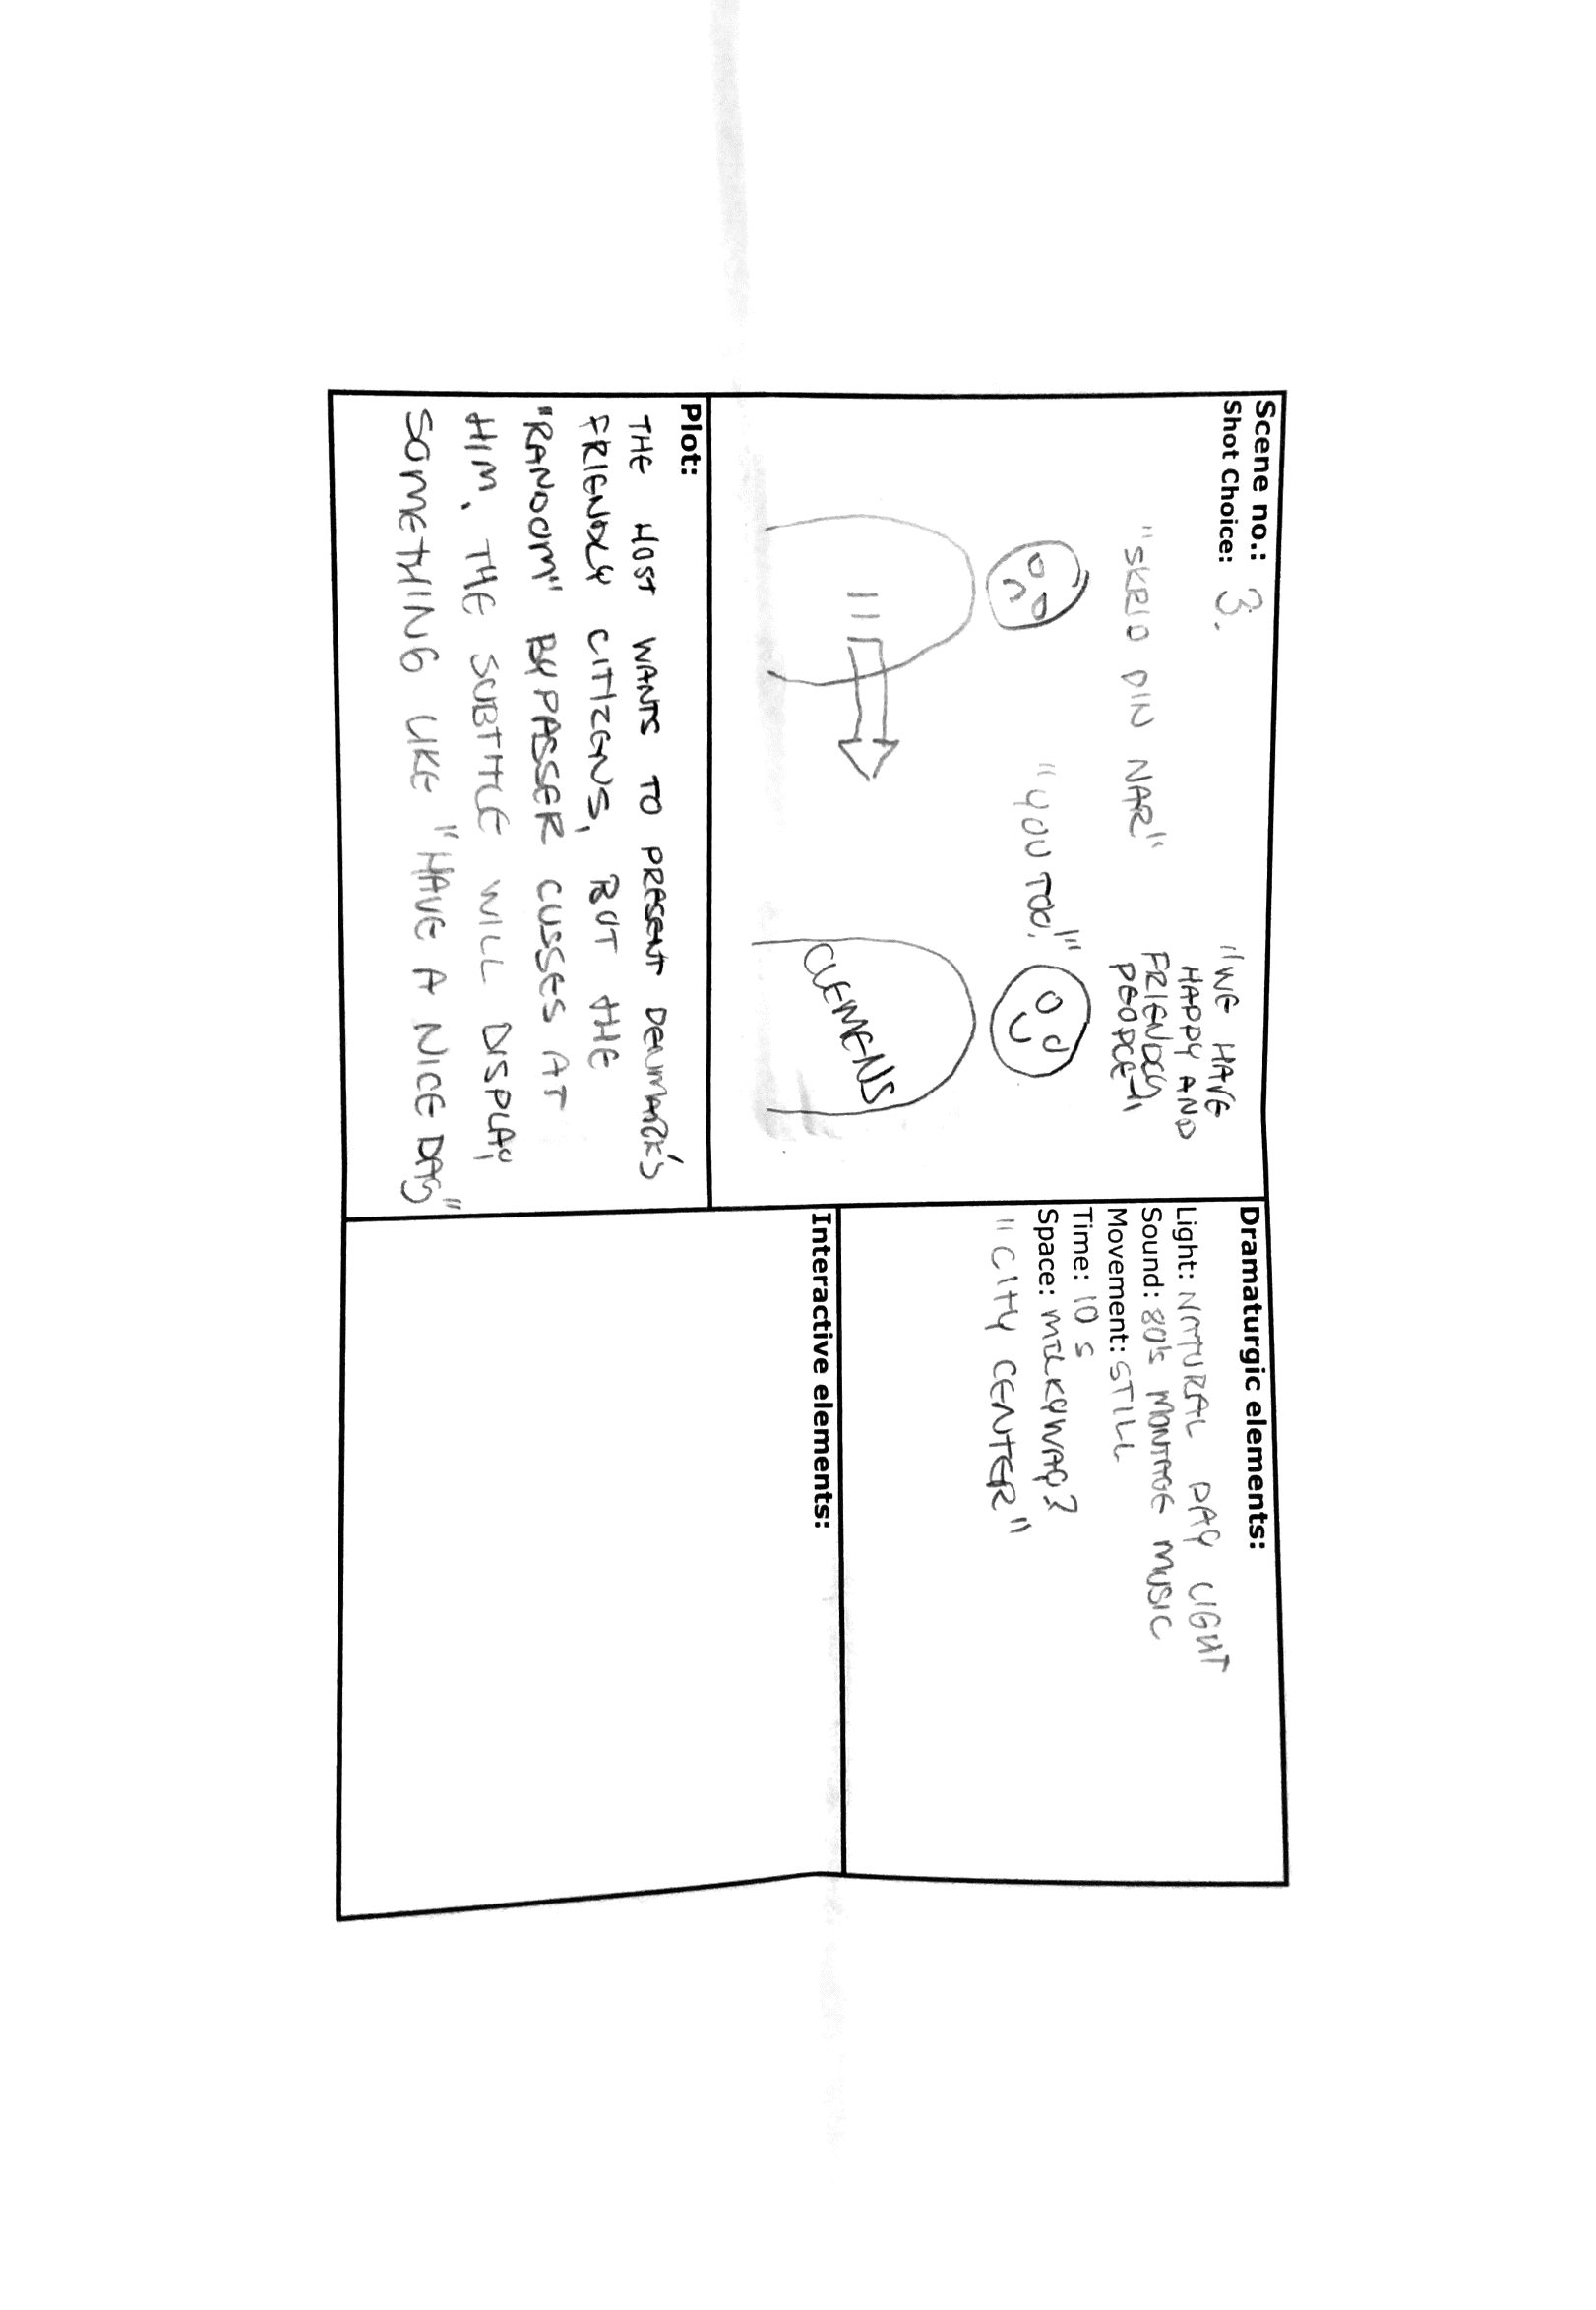 Scene no.:
Shot Choice: 3.
"WE HAVE
HAPPY AND
FRIENDLY
PEOPLE"
"SKRID DIN NAR"
"YOU TOO!"
CLEMENS
Plot:
THE HOST WANTS TO PRESENT DENMARK'S
FRIENDLY CITIZENS, BUT THE
"RANDOM" BYPASSER CUSSES AT
HIM. THE SUBTITLE WILL DISPLAY
SOMETHING LIKE "HAVE A NICE DAY"
Dramaturgic elements:
Light: NATURAL DAY LIGHT
Sound: 80's MONTAGE MUSIC
Movement: STILL
Time: 10 S
Space: MILKYWAY?
"CITY CENTER"
Interactive elements: